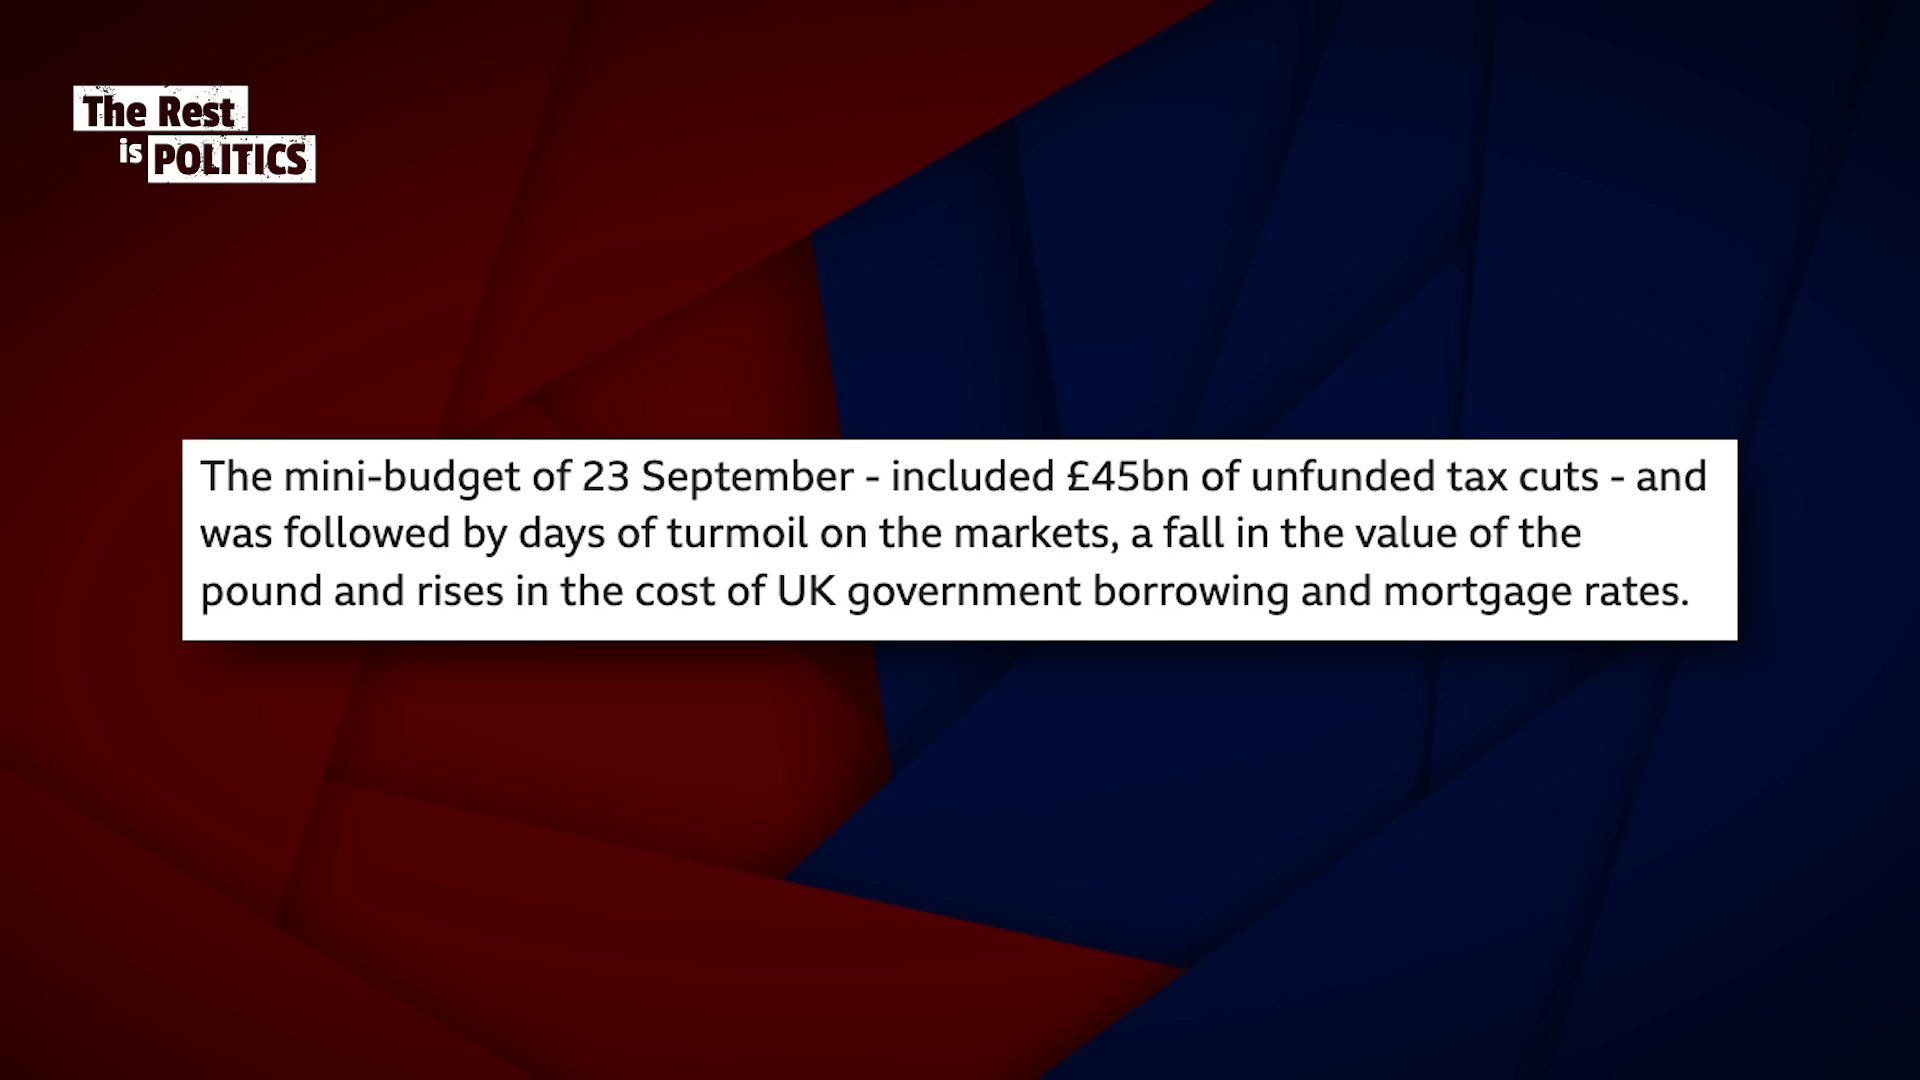 The Rest
is POLITICS
The mini-budget of 23 September - included £45bn of unfunded tax cuts - and
was followed by days of turmoil on the markets, a fall in the value of the
pound and rises in the cost of UK government borrowing and mortgage rates.